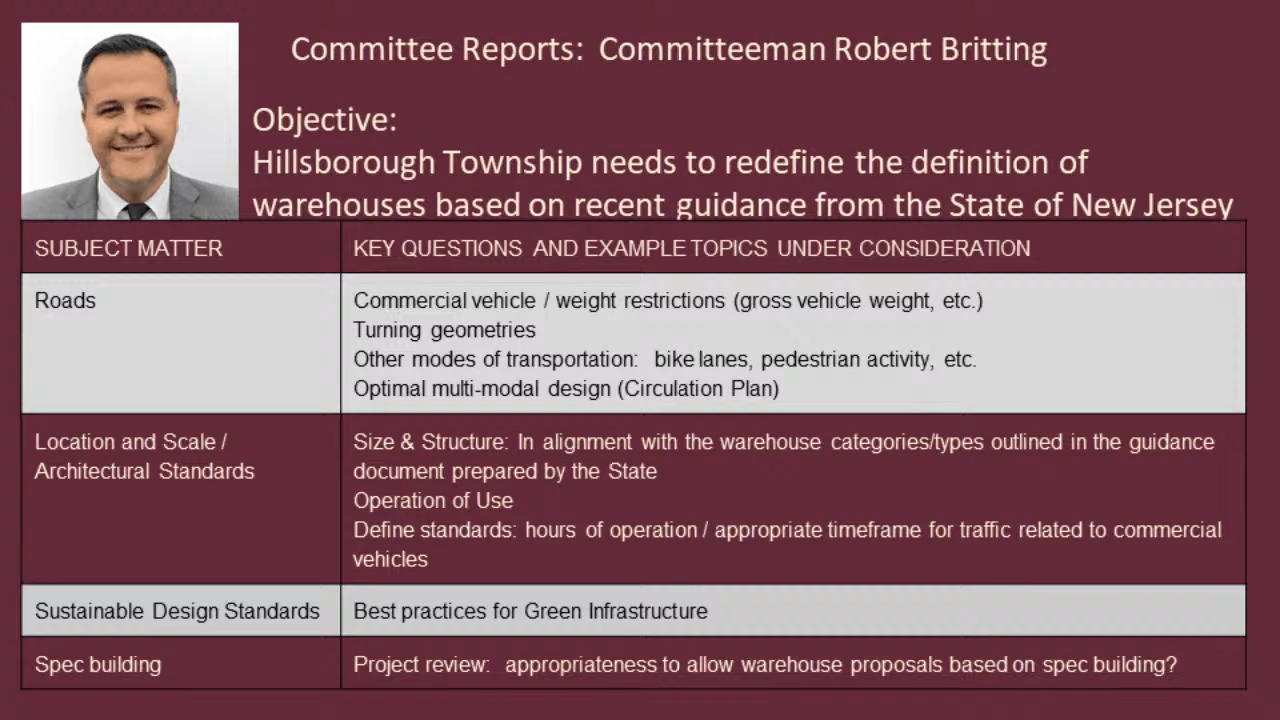 Committee Reports: Committeeman Robert Britting
Objective:
Hillsborough Township needs to redefine the definition of
warehouses based on recent guidance from the State of New Jersey
SUBJECT MATTER
KEY QUESTIONS AND EXAMPLE TOPICS UNDER CONSIDERATION
Roads
Commercial vehicle / weight restrictions (gross vehicle weight, etc.)
Turning geometries
Other modes of transportation: bike lanes, pedestrian activity, etc.
Optimal multi-modal design (Circulation Plan)
Location and Scale /
Architectural Standards
Size & Structure: In alignment with the warehouse categories/types outlined in the guidance
document prepared by the State
Operation of Use
Define standards: hours of operation / appropriate timeframe for traffic related to commercial
vehicles
Sustainable Design Standards
Best practices for Green Infrastructure
Spec building
Project review: appropriateness to allow warehouse proposals based on spec building?